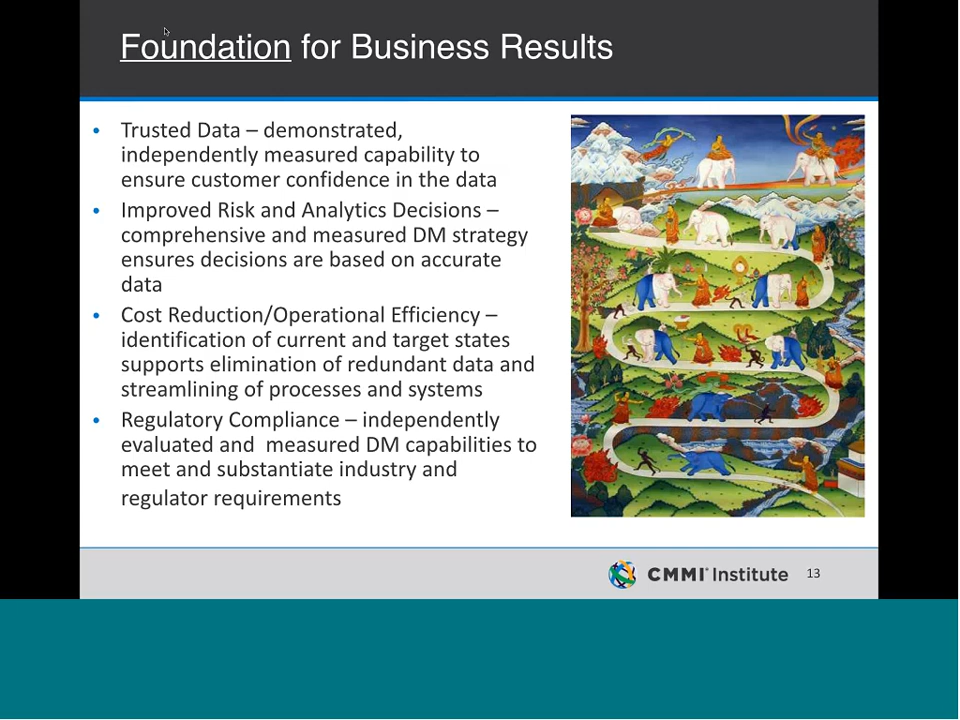 Foundation for Business Results
• Trusted Data – demonstrated,
independently measured capability to
ensure customer confidence in the data
• Improved Risk and Analytics Decisions –
comprehensive and measured DM strategy
ensures decisions are based on accurate
data
• Cost Reduction/Operational Efficiency –
identification of current and target states
supports elimination of redundant data and
streamlining of processes and systems
• Regulatory Compliance – independently
evaluated and  measured DM capabilities to
meet and substantiate industry and
regulator requirements
CMMI® Institute 13